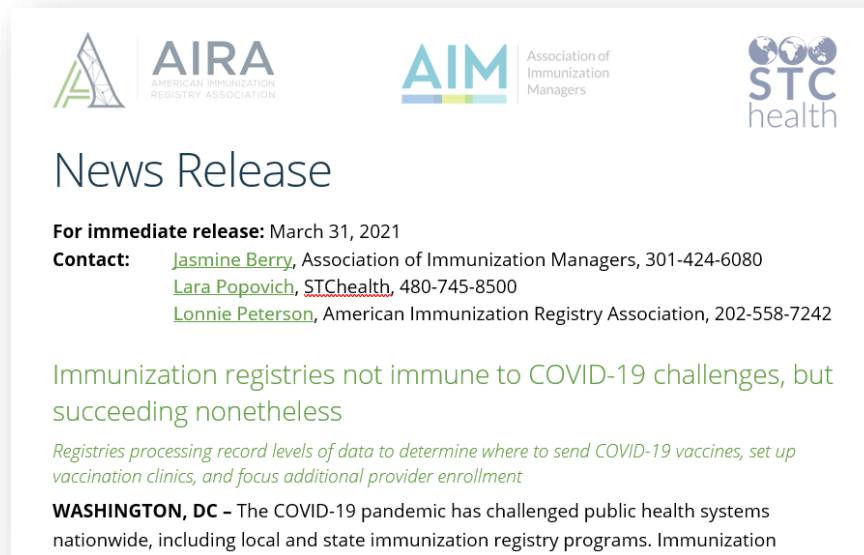 AIRA
AMERICAN IMMUNIZATION
REGISTRY ASSOCIATION
AIM
Association of
Immunization
Managers
STC
health
News Release
For immediate release: March 31, 2021
Contact: Jasmine Berry, Association of Immunization Managers, 301-424-6080
Lara Popovich, STChealth, 480-745-8500
Lonnie Peterson, American Immunization Registry Association, 202-558-7242
Immunization registries not immune to COVID-19 challenges, but
succeeding nonetheless
Registries processing record levels of data to determine where to send COVID-19 vaccines, set up
vaccination clinics, and focus additional provider enrollment
WASHINGTON, DC – The COVID-19 pandemic has challenged public health systems
nationwide, including local and state immunization registry programs. Immunization